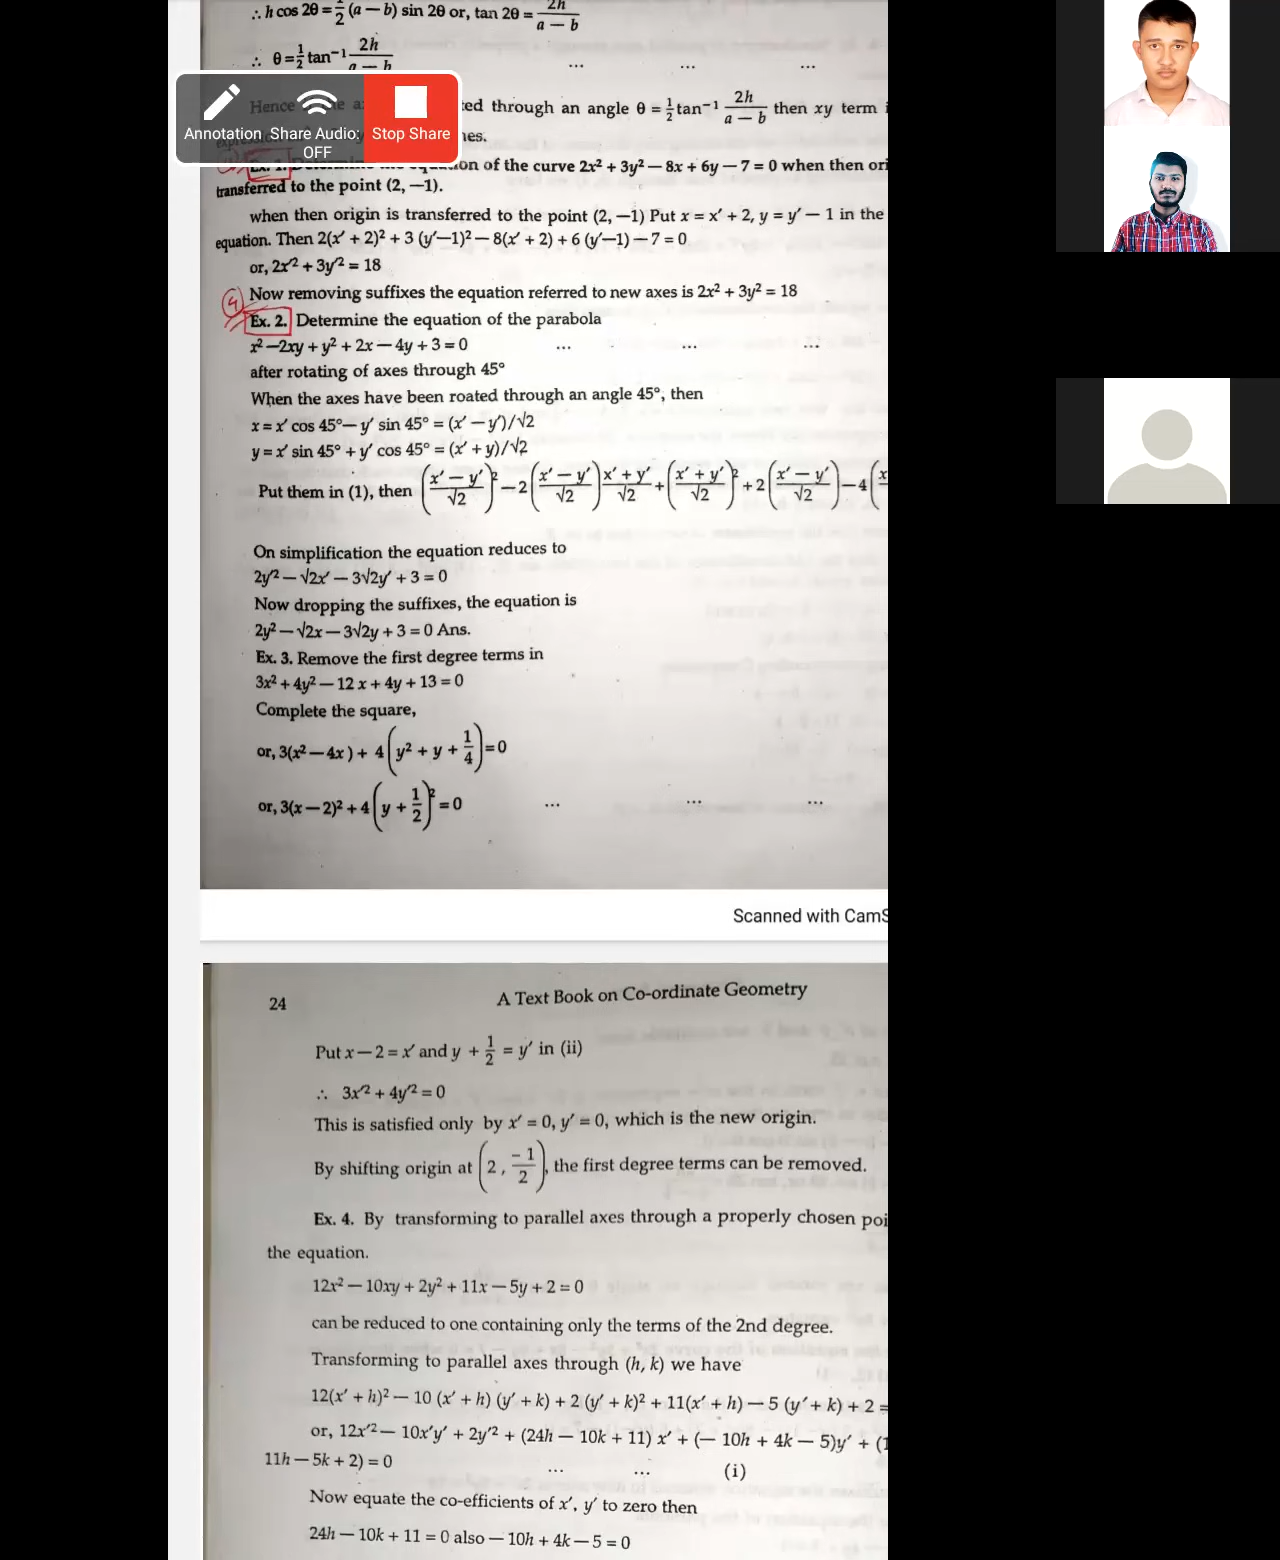 ∴ h cos 2θ = 1/2 (a − b) sin 2θ or, tan 2θ = 2h/(a − b)
∴ θ = 1/2 tan⁻¹ 2h/(a − b) ... ... ...
Hence
ted through an angle θ = 1/2 tan⁻¹ 2h/(a − b) then xy term
Annotation Share Audio: OFF Stop Share
Ex. 1. Determine the equation of the curve 2x² + 3y² − 8x + 6y − 7 = 0 when then ori
transferred to the point (2, −1).
when then origin is transferred to the point (2, −1) Put x = x′ + 2, y = y′ − 1 in the
equation. Then 2(x′ + 2)² + 3 (y′−1)² − 8(x′ + 2) + 6 (y′−1) − 7 = 0
or, 2x′² + 3y′² = 18
Now removing suffixes the equation referred to new axes is 2x² + 3y² = 18
Ex. 2. Determine the equation of the parabola
x² −2xy + y² + 2x − 4y + 3 = 0 ... ... ...
after rotating of axes through 45°
When the axes have been roated through an angle 45°, then
x = x′ cos 45°− y′ sin 45° = (x′ − y′)/√2
y = x′ sin 45° + y′ cos 45° = (x′ + y)/√2
Put them in (1), then ((x′ − y′)/√2)² − 2((x′ − y′)/√2) (x′ + y′)/√2 + ((x′ + y′)/√2)² + 2((x′ − y′)/√2) − 4(x
On simplification the equation reduces to
2y′² − √2x′ − 3√2y′ + 3 = 0
Now dropping the suffixes, the equation is
2y² − √2x − 3√2y + 3 = 0 Ans.
Ex. 3. Remove the first degree terms in
3x² + 4y² − 12 x + 4y + 13 = 0
Complete the square,
or, 3(x² − 4x ) + 4(y² + y + 1/4) = 0
or, 3(x − 2)² + 4(y + 1/2)² = 0 ... ... ...
Scanned with CamS
24 A Text Book on Co-ordinate Geometry
Put x − 2 = x′ and y + 1/2 = y′ in (ii)
∴ 3x′² + 4y′² = 0
This is satisfied only by x′ = 0, y′ = 0, which is the new origin.
By shifting origin at (2 , −1/2), the first degree terms can be removed.
Ex. 4. By transforming to parallel axes through a properly chosen poi
the equation.
12x² − 10xy + 2y² + 11x − 5y + 2 = 0
can be reduced to one containing only the terms of the 2nd degree.
Transforming to parallel axes through (h, k) we have
12(x′ + h)² − 10 (x′ + h) (y′ + k) + 2 (y′ + k)² + 11(x′ + h) − 5 (y′ + k) + 2 =
or, 12x′² − 10x′y′ + 2y′² + (24h − 10k + 11) x′ + (− 10h + 4k − 5)y′ + (1
11h − 5k + 2) = 0 ... ... (i)
Now equate the co-efficients of x′, y′ to zero then
24h − 10k + 11 = 0 also − 10h + 4k − 5 = 0